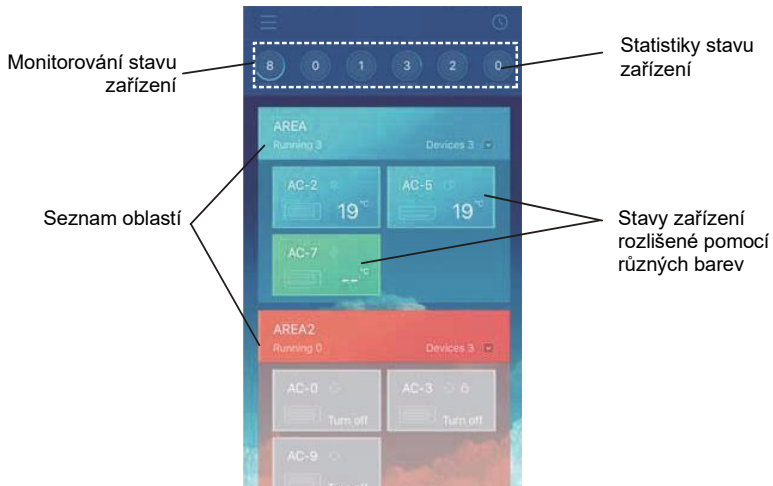 Monitorování stavu
zařízení
Statistiky stavu
zařízení
8 0 1 3 2 0
AREA
Running 3 Devices 3
AC-2 19 °C
AC-5 19 °C
Seznam oblastí
Stavy zařízení
rozlišené pomocí
různých barev
AC-7 --°C
AREA2
Running 0 Devices 3
AC-0 Turn off
AC-3 Turn off
AC-9 Turn off